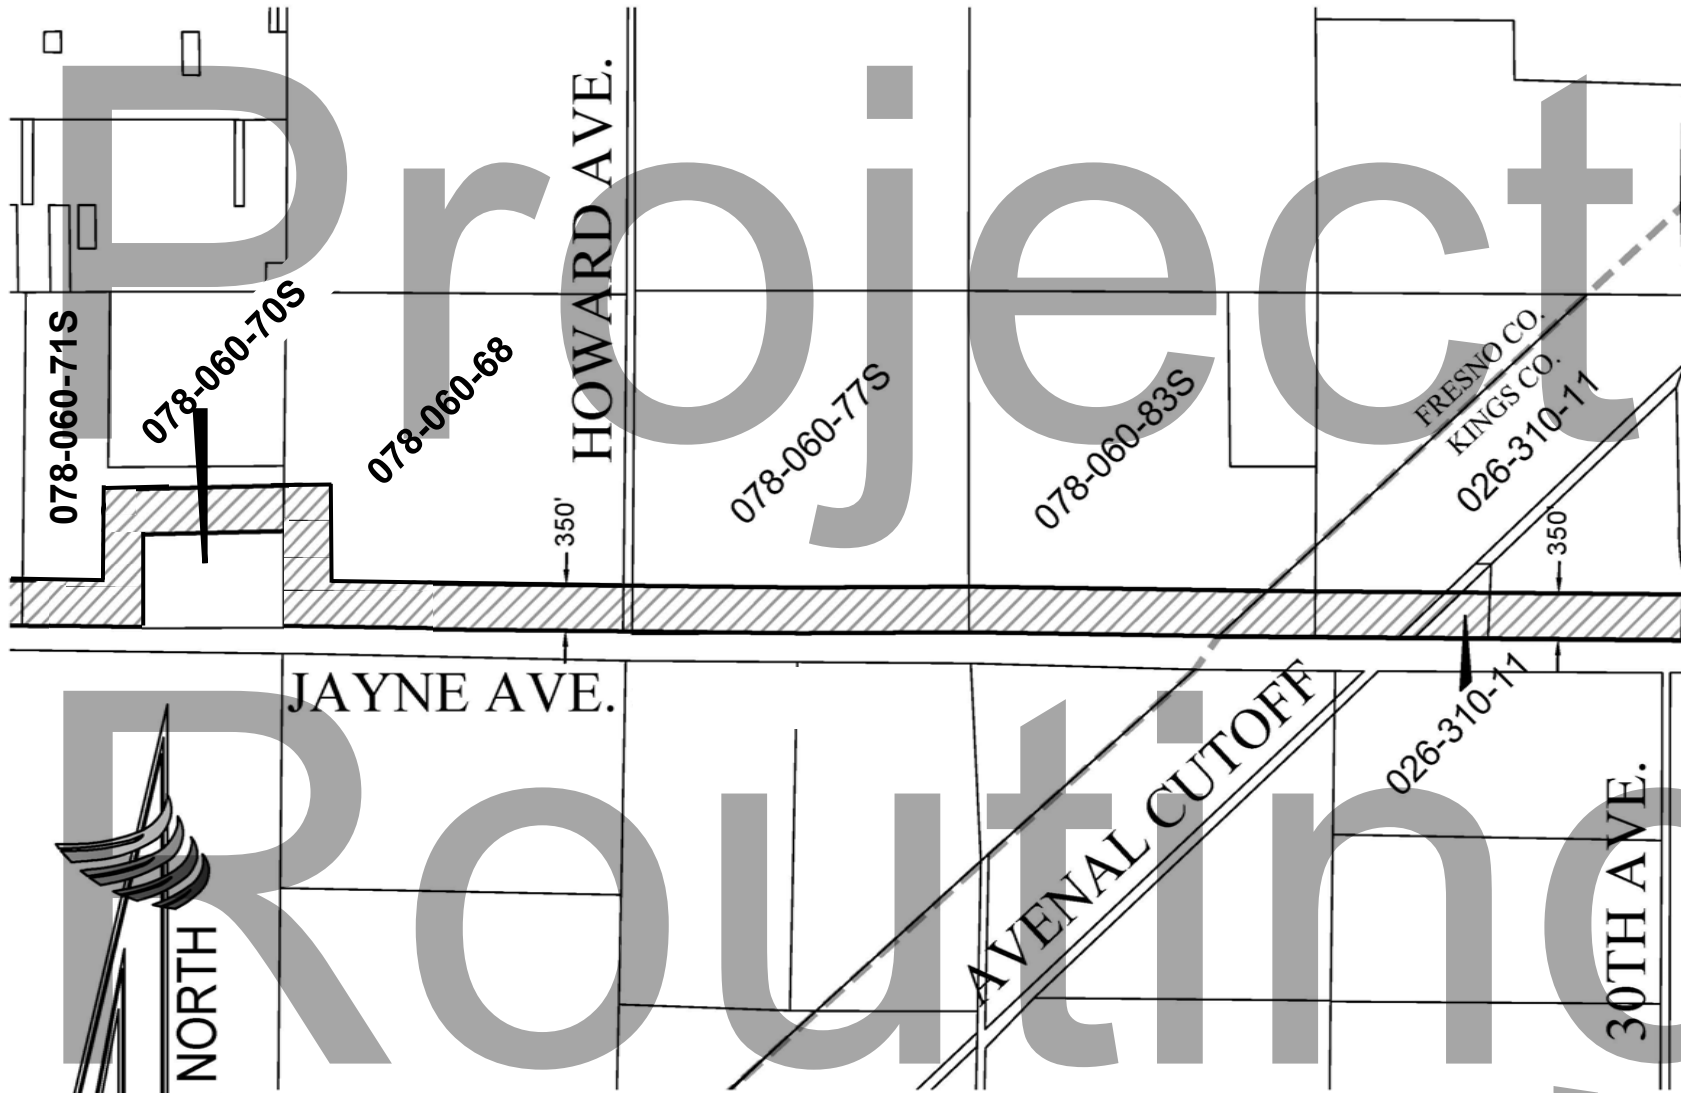 Project
Routing
HOWARD AVE.
078-060-71S
078-060-70S
078-060-68
078-060-77S
078-060-83S
FRESNO CO.
KINGS CO.
026-310-11
350'
350'
JAYNE AVE.
AVENAL CUTOFF
026-310-11
30TH AVE.
NORTH